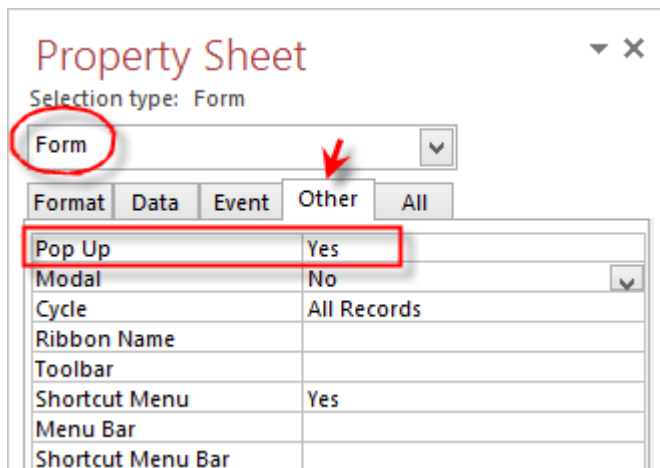 Property Sheet
Selection type: Form
Form
Format Data Event Other All
Pop Up Yes
Modal No
Cycle All Records
Ribbon Name
Toolbar
Shortcut Menu Yes
Menu Bar
Shortcut Menu Bar